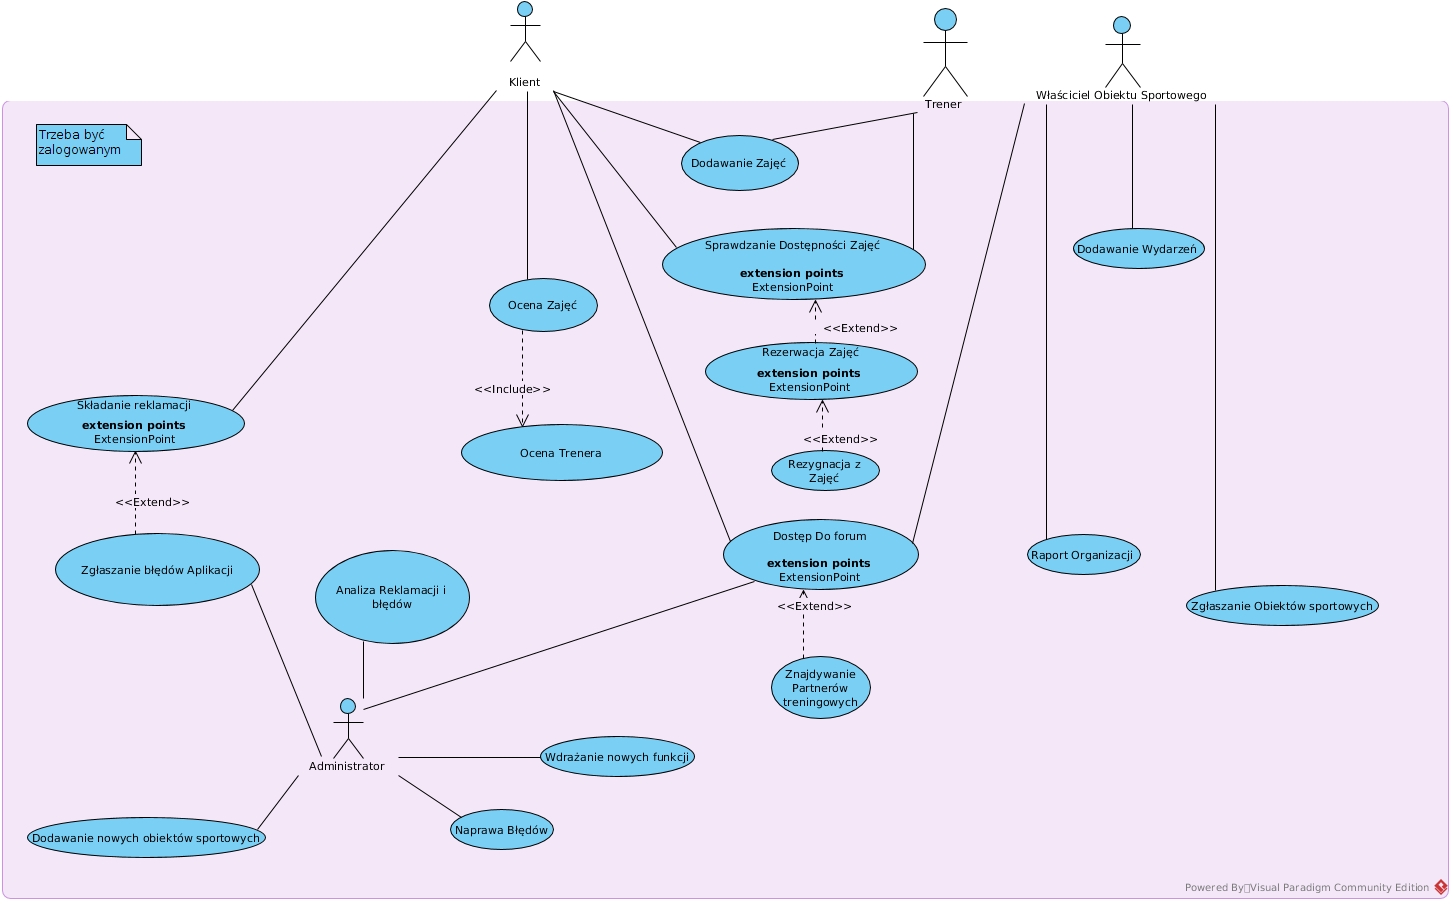 Klient
Trener
Właściciel Obiektu Sportowego
Trzeba być
zalogowanym
Dodawanie Zajęć
Sprawdzanie Dostępności Zajęć
extension points
ExtensionPoint
Dodawanie Wydarzeń
Ocena Zajęć
<<Extend>>
Rezerwacja Zajęć
extension points
ExtensionPoint
<<Include>>
Składanie reklamacji
extension points
ExtensionPoint
<<Extend>>
Ocena Trenera
Rezygnacja z
Zajęć
<<Extend>>
Dostęp Do forum
extension points
ExtensionPoint
Raport Organizacji
Zgłaszanie błędów Aplikacji
Analiza Reklamacji i
błędów
<<Extend>>
Zgłaszanie Obiektów sportowych
Znajdywanie
Partnerów
treningowych
Wdrażanie nowych funkcji
Administrator
Naprawa Błędów
Dodawanie nowych obiektów sportowych
Powered By Visual Paradigm Community Edition